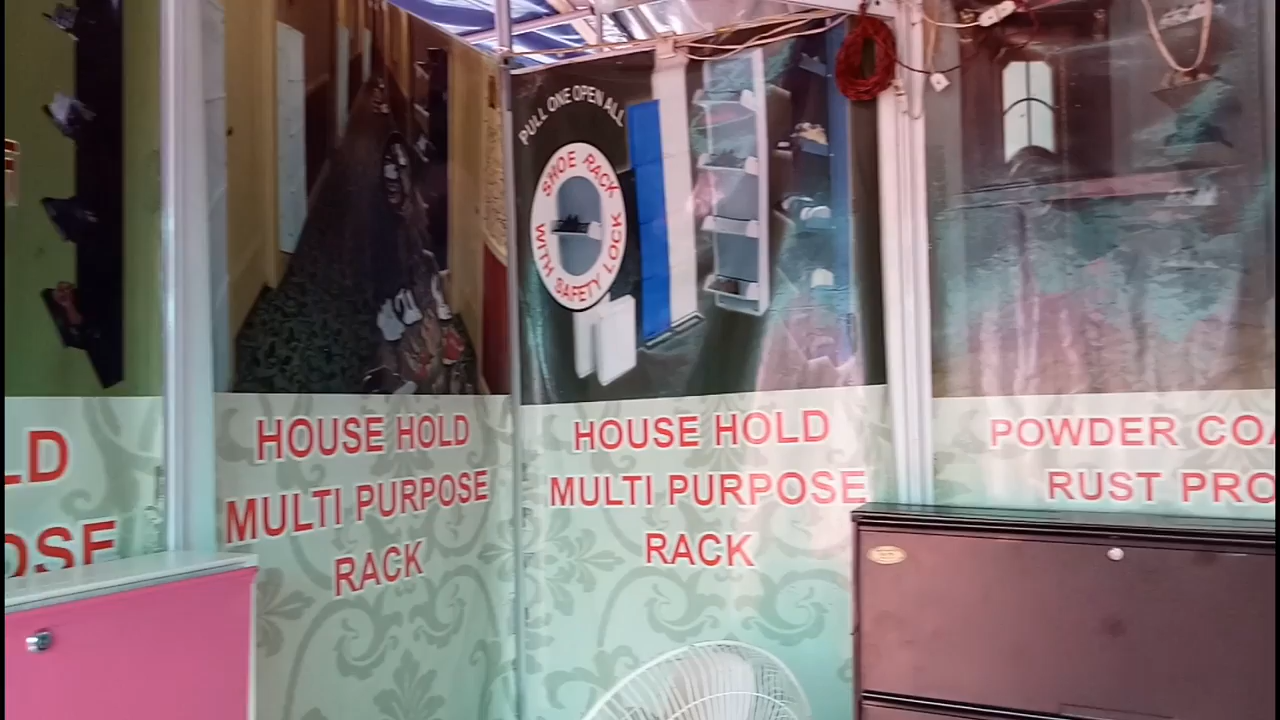 LD
OSE
HOUSE HOLD
MULTI PURPOSE
RACK
PULL ONE OPEN ALL
SHOE RACK
WITH SAFETY LOCK
HOUSE HOLD
MULTI PURPOSE
RACK
POWDER COA
RUST PRO